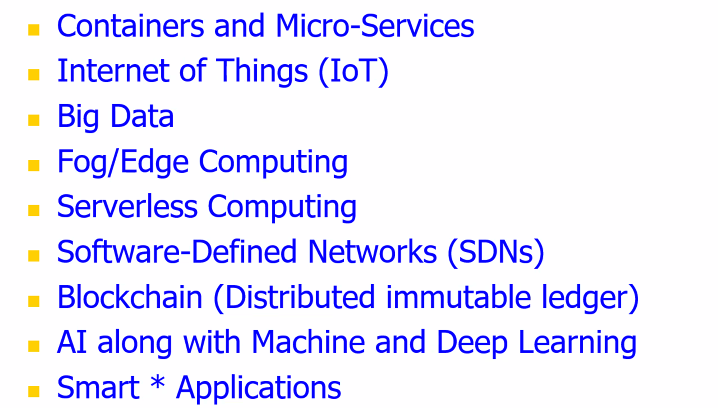 Containers and Micro-Services
Internet of Things (IoT)
Big Data
Fog/Edge Computing
Serverless Computing
Software-Defined Networks (SDNs)
Blockchain (Distributed immutable ledger)
AI along with Machine and Deep Learning
Smart * Applications